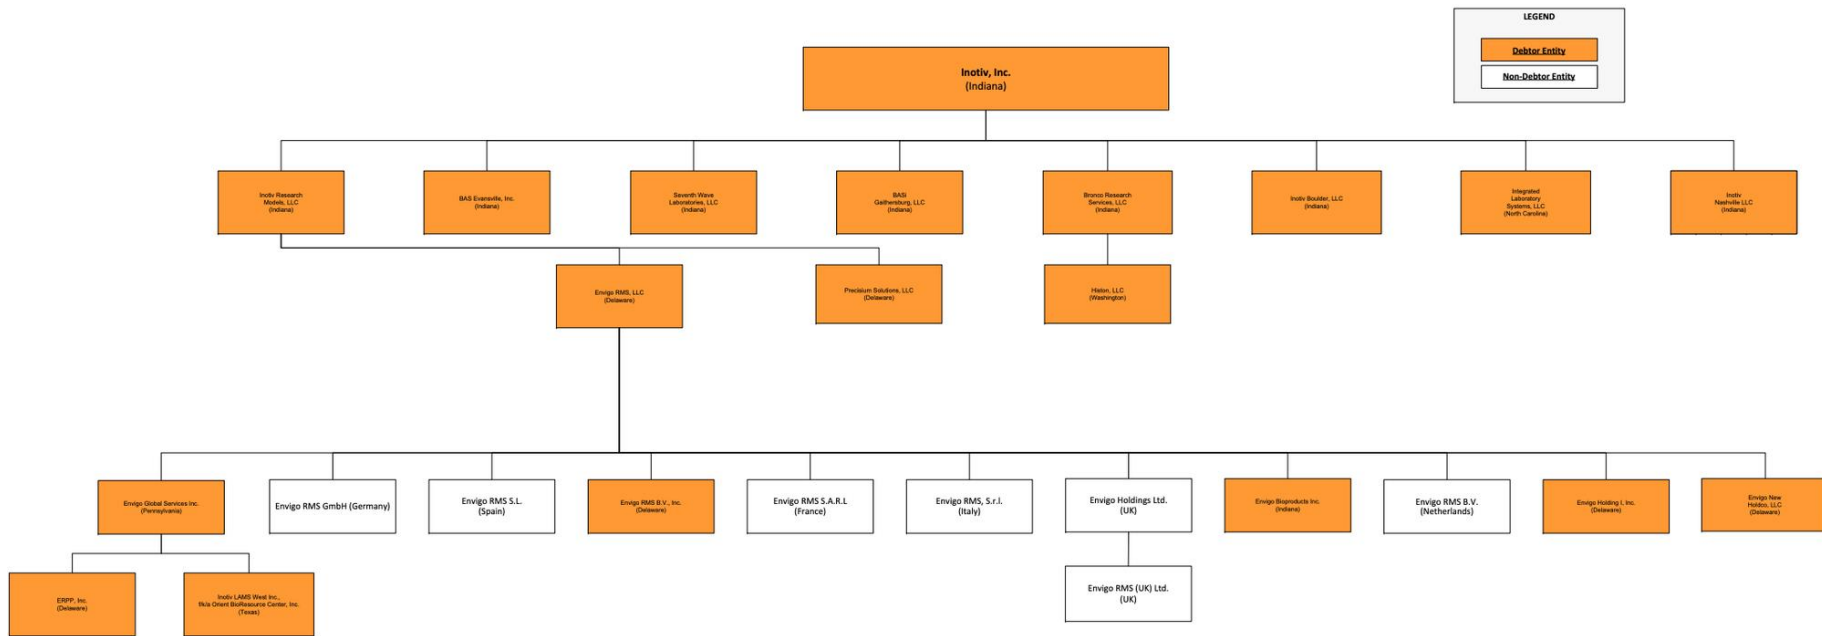 LEGEND
Debtor Entity
Non-Debtor Entity
Inotiv, Inc.
(Indiana)
Inotiv Research
Models, LLC
(Indiana)
BAS Evansville, Inc.
(Indiana)
Seventh Wave
Laboratories, LLC
(Indiana)
BASi
Gaithersburg, LLC
(Indiana)
Bronco Research
Services, LLC
(Indiana)
Inotiv Boulder, LLC
(Indiana)
Integrated
Laboratory
Systems, LLC
(North Carolina)
Inotiv
Nashville LLC
(Indiana)
Envigo RMS, LLC
(Delaware)
Precisium Solutions, LLC
(Delaware)
Histon, LLC
(Washington)
Envigo Global Services Inc.
(Pennsylvania)
Envigo RMS GmbH (Germany)
Envigo RMS S.L.
(Spain)
Envigo RMS B.V., Inc.
(Delaware)
Envigo RMS S.A.R.L
(France)
Envigo RMS, S.r.l.
(Italy)
Envigo Holdings Ltd.
(UK)
Envigo Bioproducts Inc.
(Indiana)
Envigo RMS B.V.
(Netherlands)
Envigo Holding I, Inc.
(Delaware)
Envigo New
Holdco, LLC
(Delaware)
ERPP, Inc.
(Delaware)
Inotiv LAMS West Inc.,
f/k/a Orient BioResource Center, Inc.
(Texas)
Envigo RMS (UK) Ltd.
(UK)